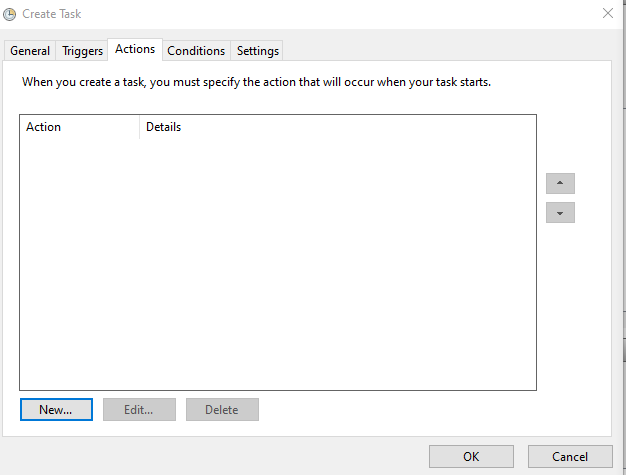 Create Task
General Triggers Actions Conditions Settings
When you create a task, you must specify the action that will occur when your task starts.
Action Details
New... Edit... Delete
OK Cancel